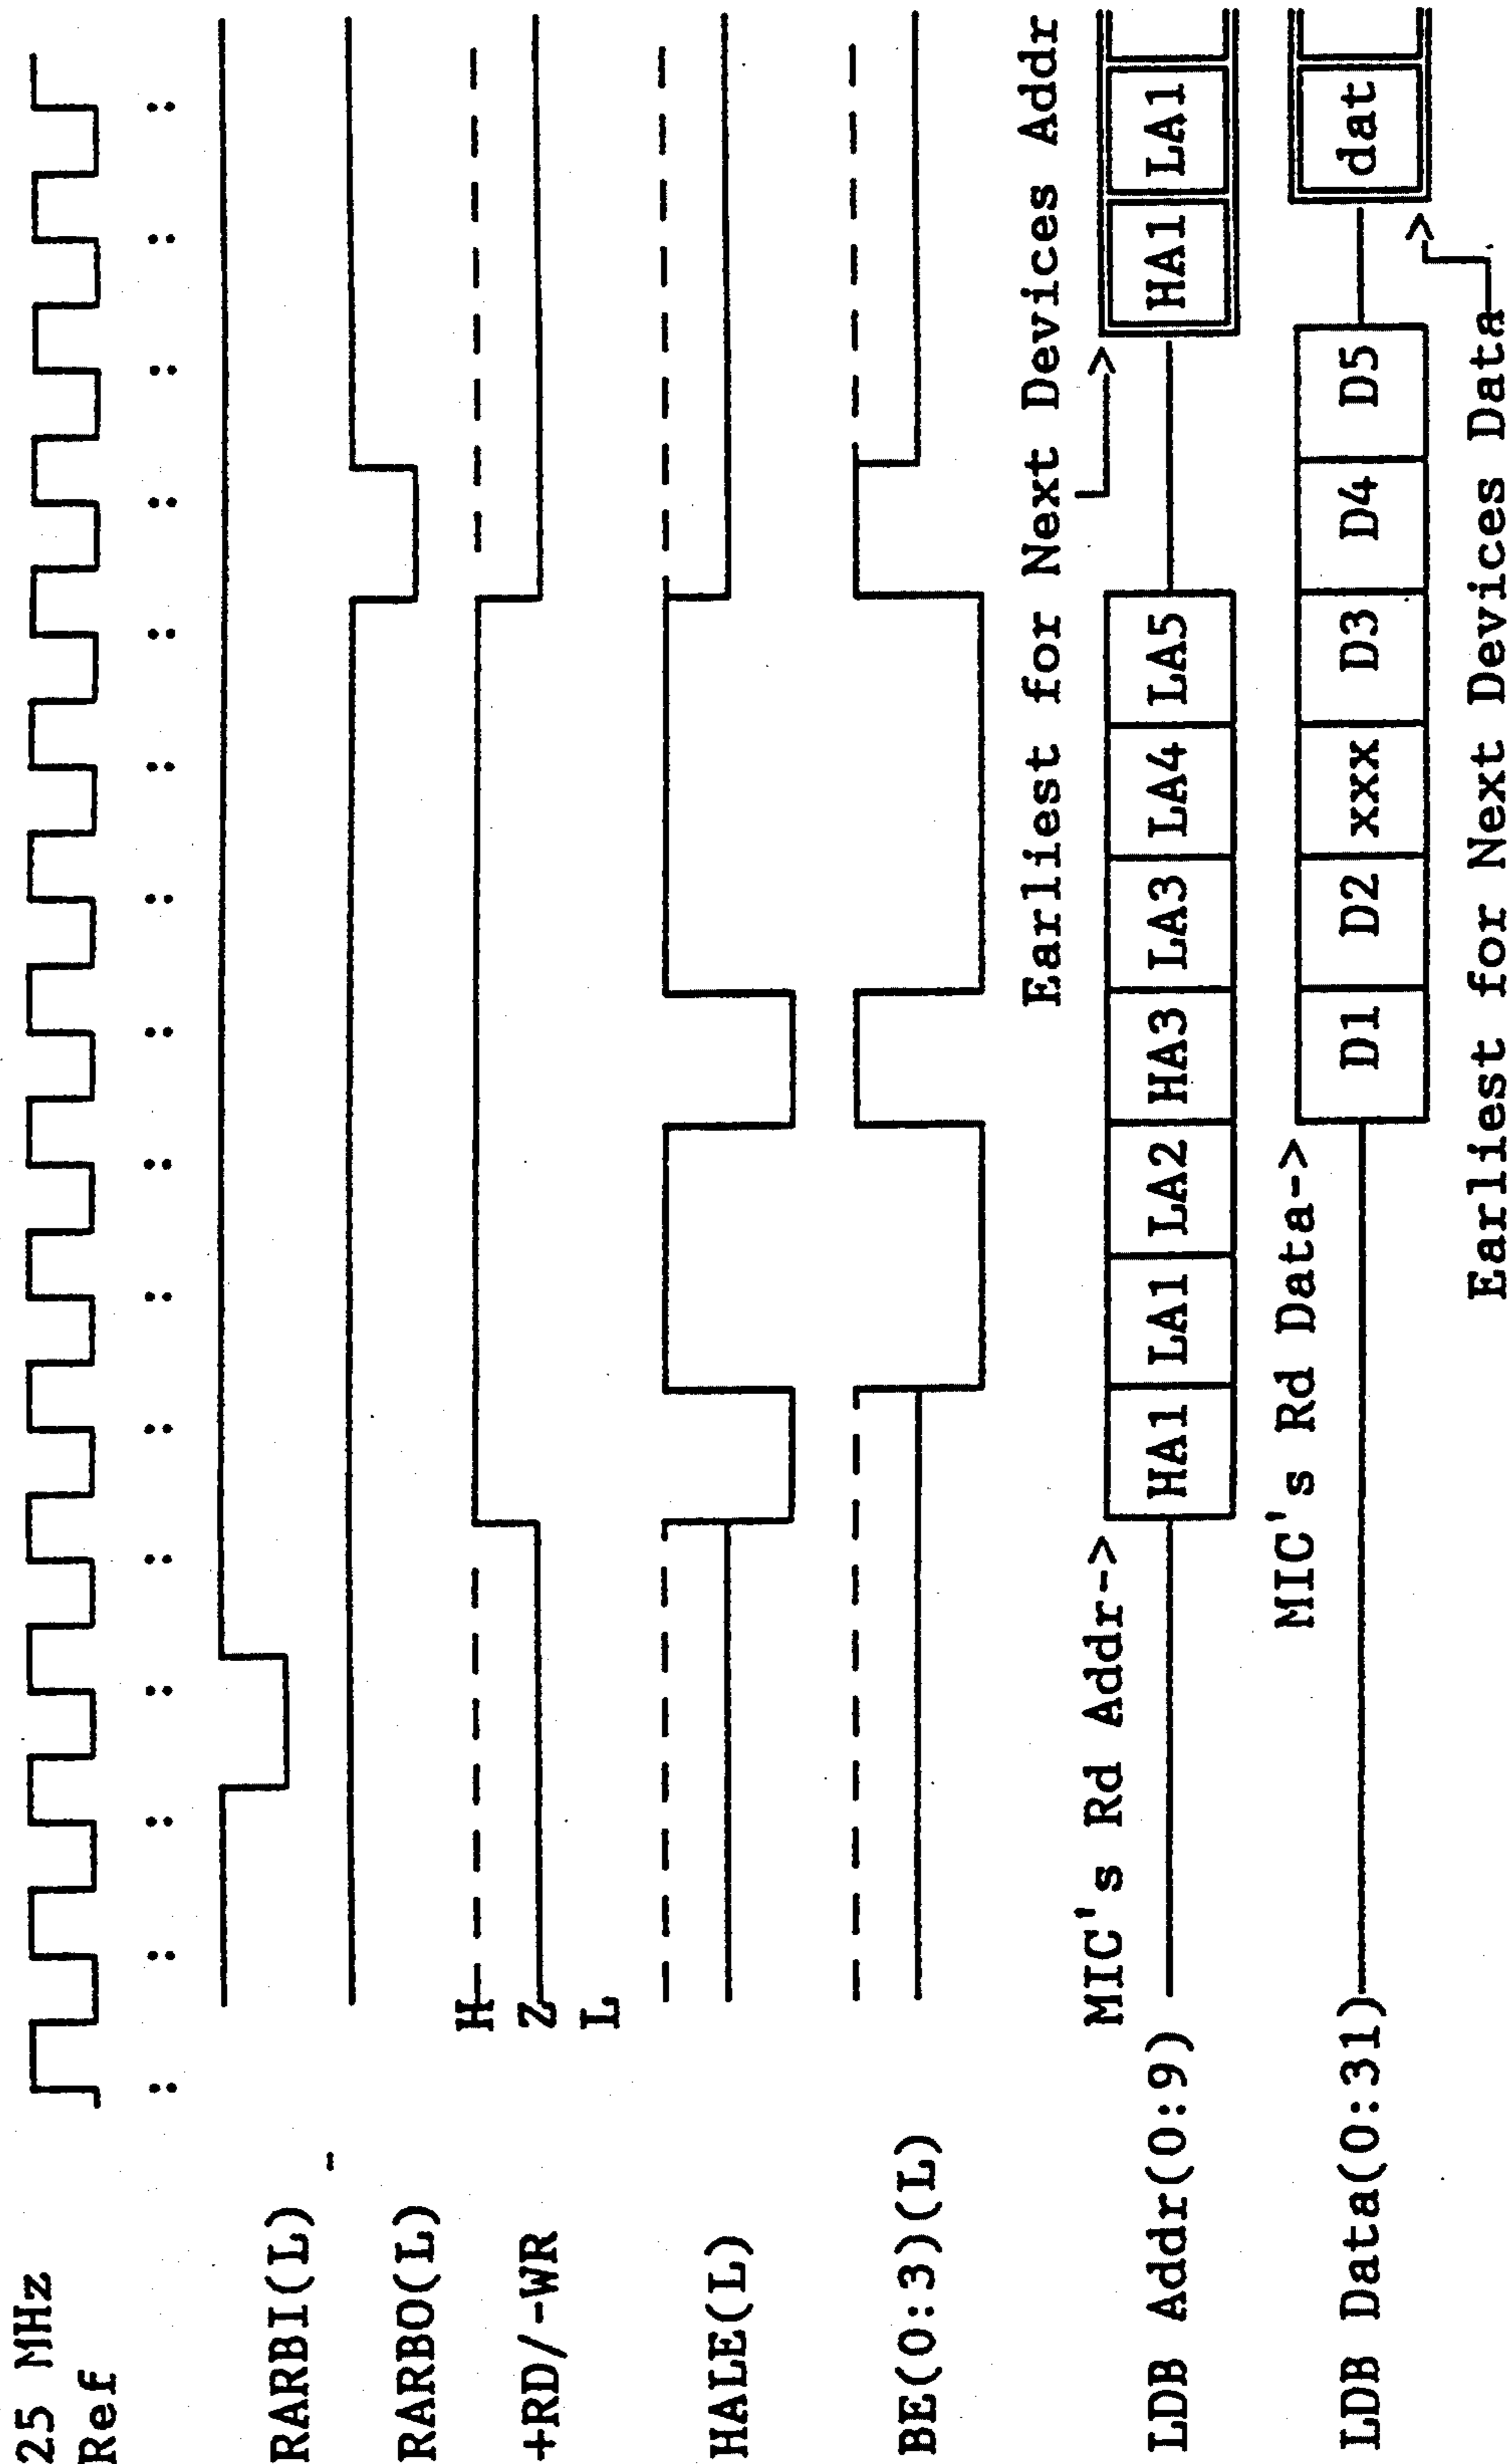 25 MHz
Ref
: : : : : : : : : : : : : : : :
RARBI(L)
RARBO(L)
H
+RD/-WR Z
L
HALE(L)
BE(0:3)(L)
Earliest for Next Devices Addr
MIC's Rd Addr->
LDB Addr(0:9) HA1 LA1 LA2 HA3 LA3 LA4 LA5 HA1 LA1
MIC's Rd Data->
LDB Data(0:31) D1 D2 xxx D3 D4 D5 dat
Earliest for Next Devices Data